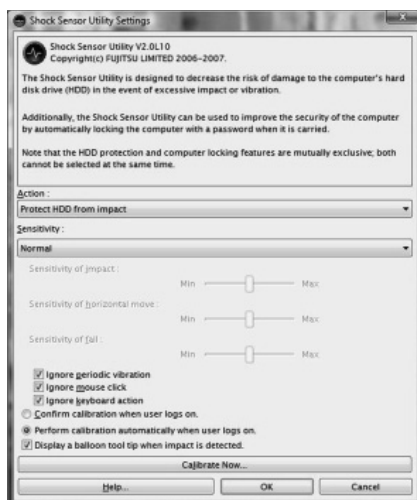 Shock Sensor Utility Settings
Shock Sensor Utility V2.0L10
Copyright(c) FUJITSU LIMITED 2006-2007.
The Shock Sensor Utility is designed to decrease the risk of damage to the computer's hard
disk drive (HDD) in the event of excessive impact or vibration.
Additionally, the Shock Sensor Utility can be used to improve the security of the computer
by automatically locking the computer with a password when it is carried.
Note that the HDD protection and computer locking features are mutually exclusive; both
cannot be selected at the same time.
Action :
Protect HDD from impact
Sensitivity :
Normal
Sensitivity of impact :
Min Max
Sensitivity of horizontal move :
Min Max
Sensitivity of fall :
Min Max
Ignore periodic vibration
Ignore mouse click
Ignore keyboard action
Confirm calibration when user logs on.
Perform calibration automatically when user logs on.
Display a balloon tool tip when impact is detected.
Calibrate Now...
Help... OK Cancel